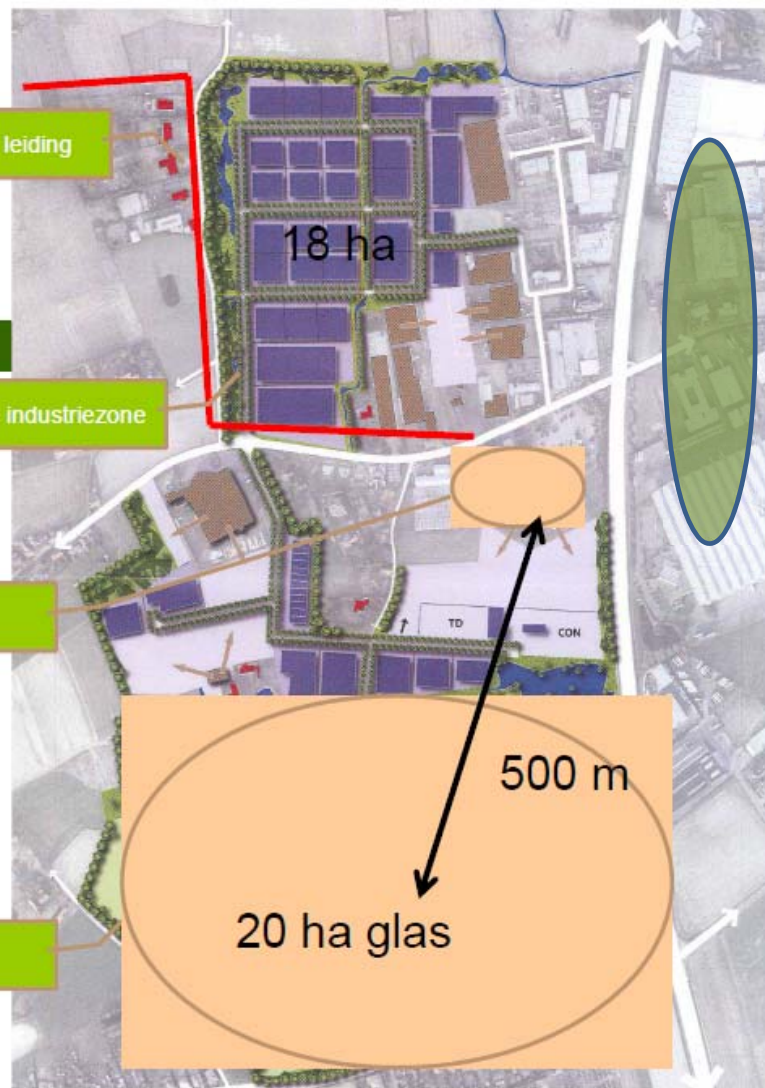 leiding
18 ha
industriezone
TD
CON
500 m
20 ha glas